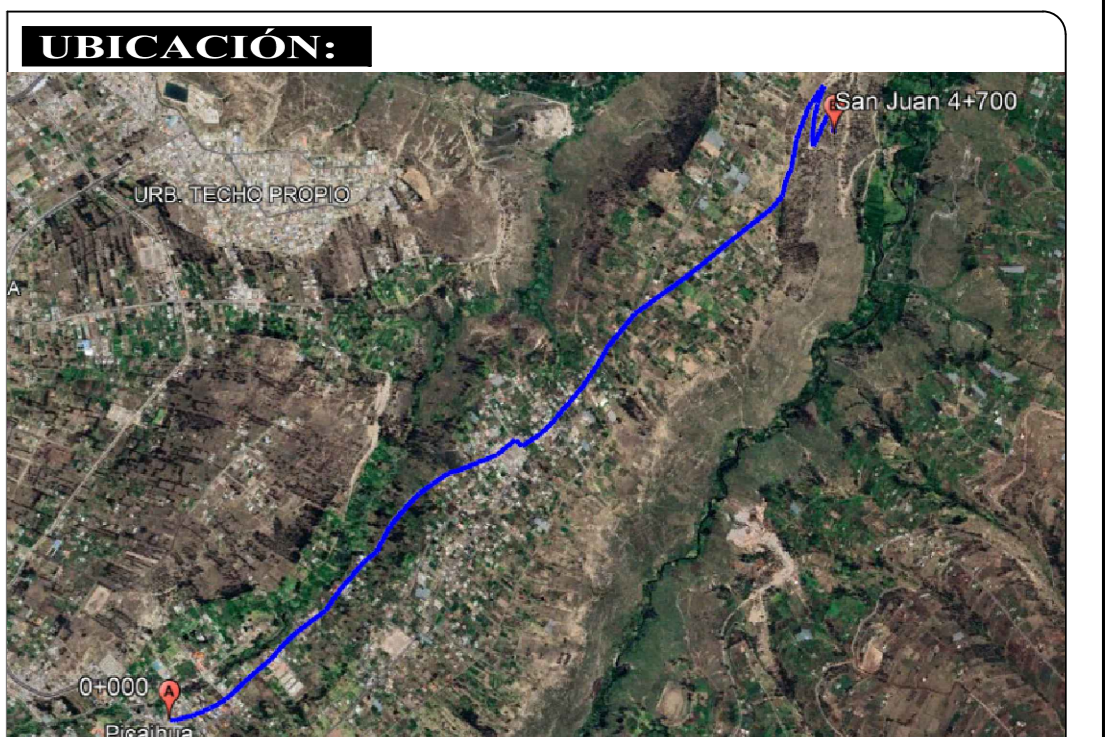 UBICACIÓN:
San Juan 4+700
URB. TECHO PROPIO
A
0+000 A
Picaihua